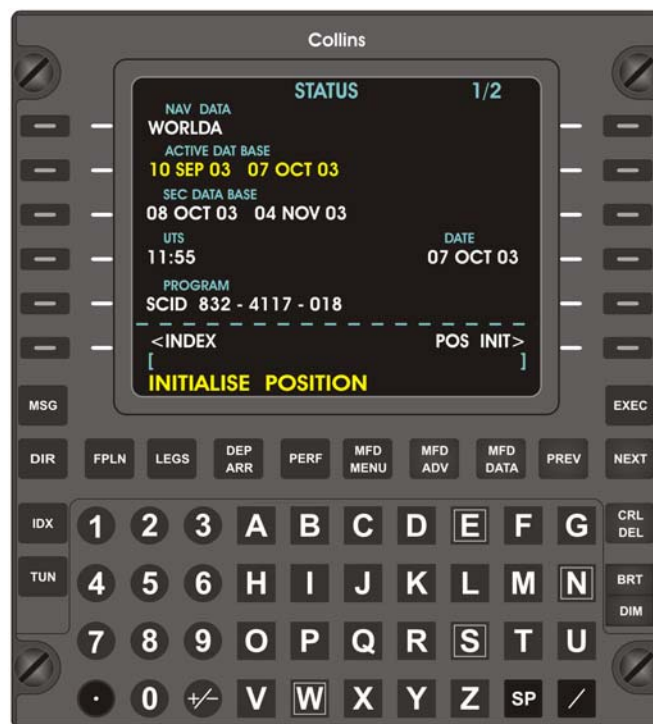 Collins
STATUS 1/2
NAV DATA
WORLDA
ACTIVE DAT BASE
10 SEP 03 07 OCT 03
SEC DATA BASE
08 OCT 03 04 NOV 03
UTS DATE
11:55 07 OCT 03
PROGRAM
SCID 832 - 4117 - 018
<INDEX POS INIT>
[ ]
INITIALISE POSITION
MSG EXEC
DIR FPLN LEGS DEP ARR PERF MFD MENU MFD ADV MFD DATA PREV NEXT
IDX 1 2 3 A B C D E F G CRL DEL
TUN 4 5 6 H I J K L M N BRT
DIM
7 8 9 O P Q R S T U
. 0 +/- V W X Y Z SP /